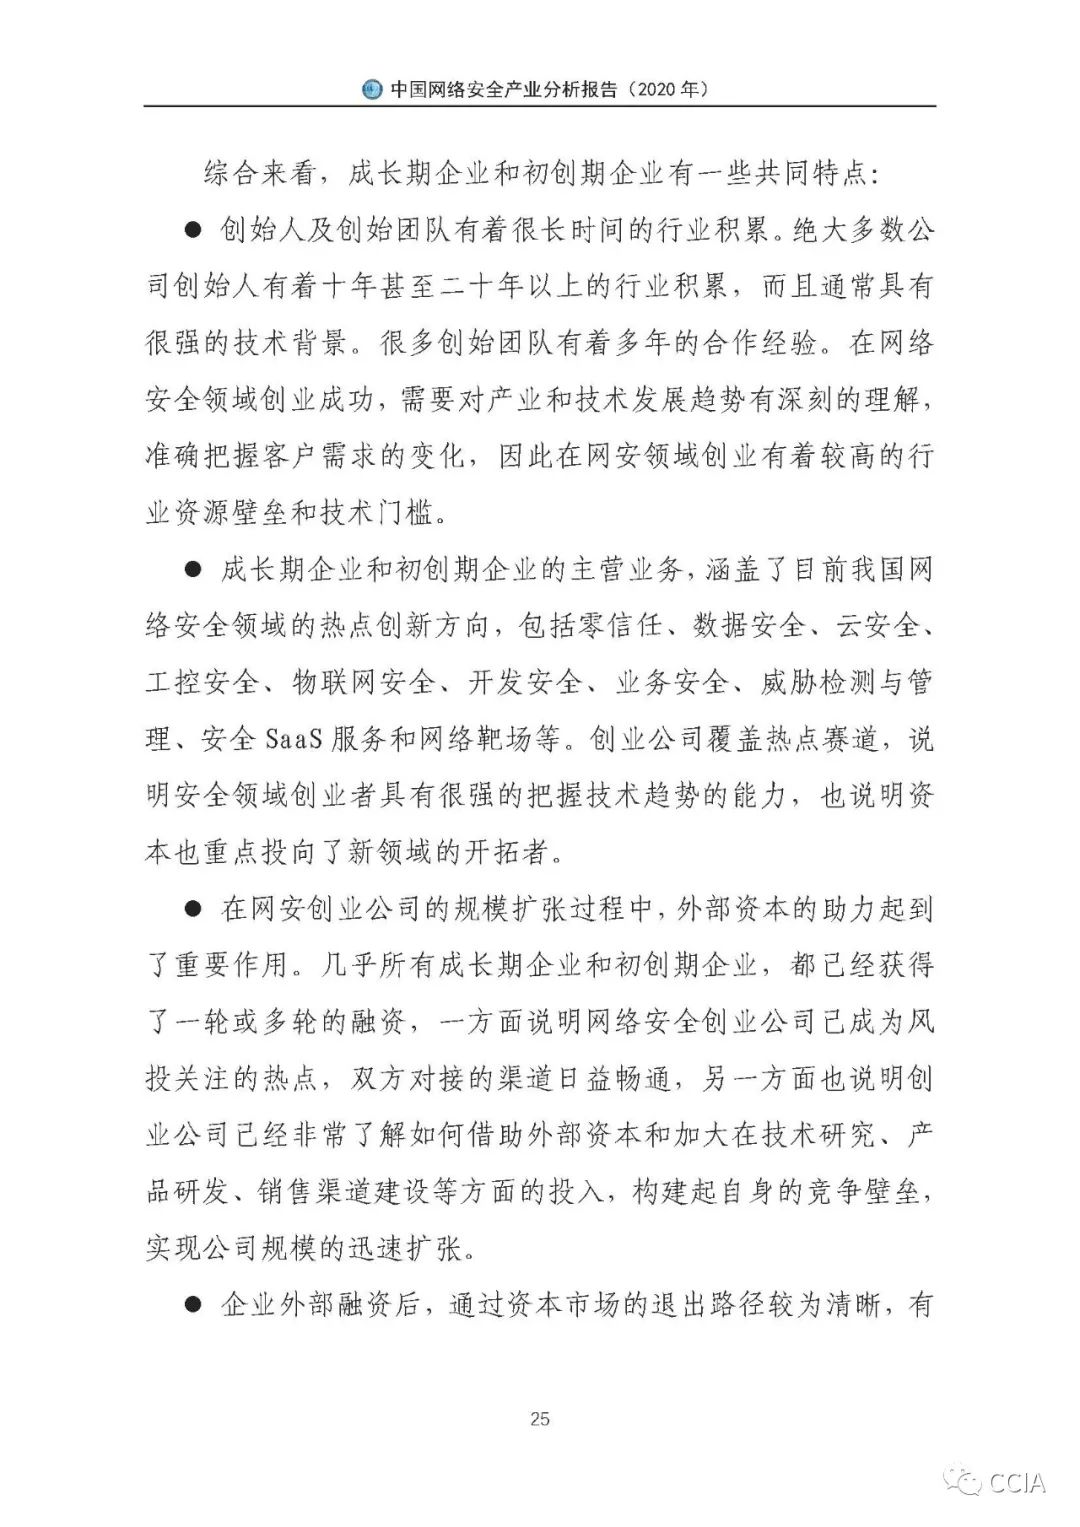 中国网络安全产业分析报告（2020 年）
综合来看，成长期企业和初创期企业有一些共同特点：
● 创始人及创始团队有着很长时间的行业积累。绝大多数公
司创始人有着十年甚至二十年以上的行业积累，而且通常具有
很强的技术背景。很多创始团队有着多年的合作经验。在网络
安全领域创业成功，需要对产业和技术发展趋势有深刻的理解，
准确把握客户需求的变化，因此在网安领域创业有着较高的行
业资源壁垒和技术门槛。
● 成长期企业和初创期企业的主营业务，涵盖了目前我国网
络安全领域的热点创新方向，包括零信任、数据安全、云安全、
工控安全、物联网安全、开发安全、业务安全、威胁检测与管
理、安全 SaaS 服务和网络靶场等。创业公司覆盖热点赛道，说
明安全领域创业者具有很强的把握技术趋势的能力，也说明资
本也重点投向了新领域的开拓者。
● 在网安创业公司的规模扩张过程中，外部资本的助力起到
了重要作用。几乎所有成长期企业和初创期企业，都已经获得
了一轮或多轮的融资，一方面说明网络安全创业公司已成为风
投关注的热点，双方对接的渠道日益畅通，另一方面也说明创
业公司已经非常了解如何借助外部资本和加大在技术研究、产
品研发、销售渠道建设等方面的投入，构建起自身的竞争壁垒，
实现公司规模的迅速扩张。
● 企业外部融资后，通过资本市场的退出路径较为清晰，有
25
CCIA